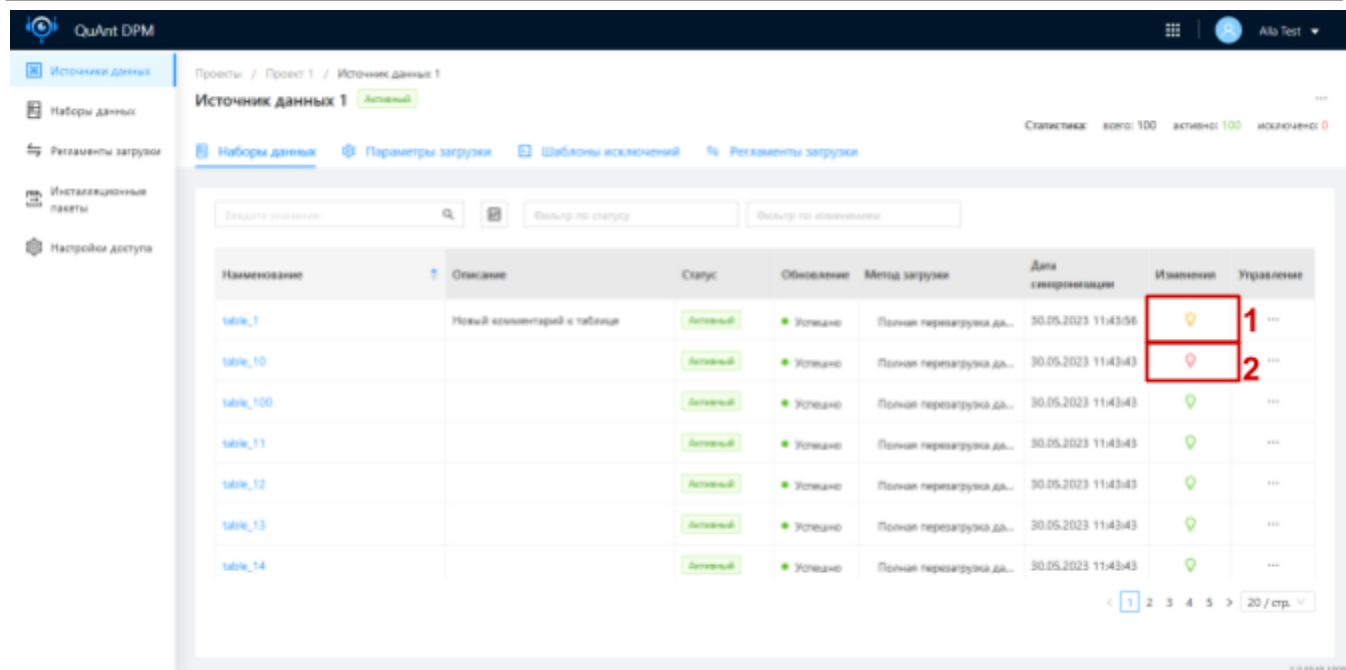 QuAnt DPM
Alla Test
Источники данных
Наборы данных
Регламенты загрузки
Инсталляционные
пакеты
Настройки доступа
Проекты / Проект 1 / Источник данных 1
Источник данных 1 Активный
...
Статистика: всего: 100 активно: 100 исключено: 0
Наборы данных Параметры загрузки Шаблоны исключений Регламенты загрузки
Введите значение Фильтр по статусу Фильтр по изменениям
Наименование Описание Статус Обновление Метод загрузки Дата синхронизации Изменения Управление
table_1 Новый комментарий к таблице Активный Успешно Полная перезагрузка да... 30.05.2023 11:43:56 1 ...
table_10 Активный Успешно Полная перезагрузка да... 30.05.2023 11:43:43 2 ...
table_100 Активный Успешно Полная перезагрузка да... 30.05.2023 11:43:43 ...
table_11 Активный Успешно Полная перезагрузка да... 30.05.2023 11:43:43 ...
table_12 Активный Успешно Полная перезагрузка да... 30.05.2023 11:43:43 ...
table_13 Активный Успешно Полная перезагрузка да... 30.05.2023 11:43:43 ...
table_14 Активный Успешно Полная перезагрузка да... 30.05.2023 11:43:43 ...
< 1 2 3 4 5 > 20 / стр.